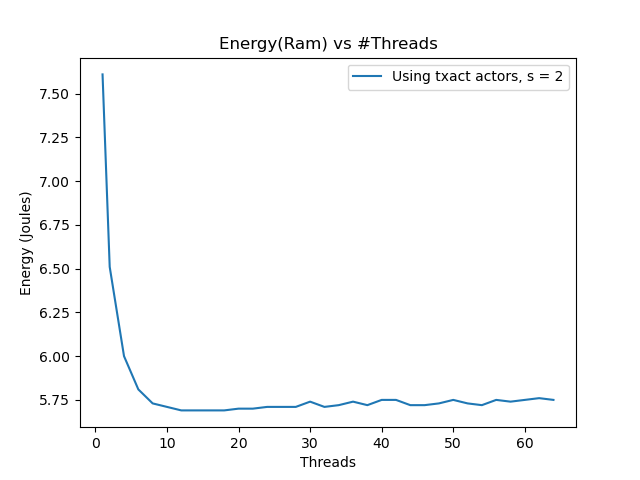 Energy(Ram) vs #Threads
Using txact actors, s = 2
7.50
7.25
7.00
6.75
6.50
6.25
6.00
5.75
Energy (Joules)
0 10 20 30 40 50 60
Threads